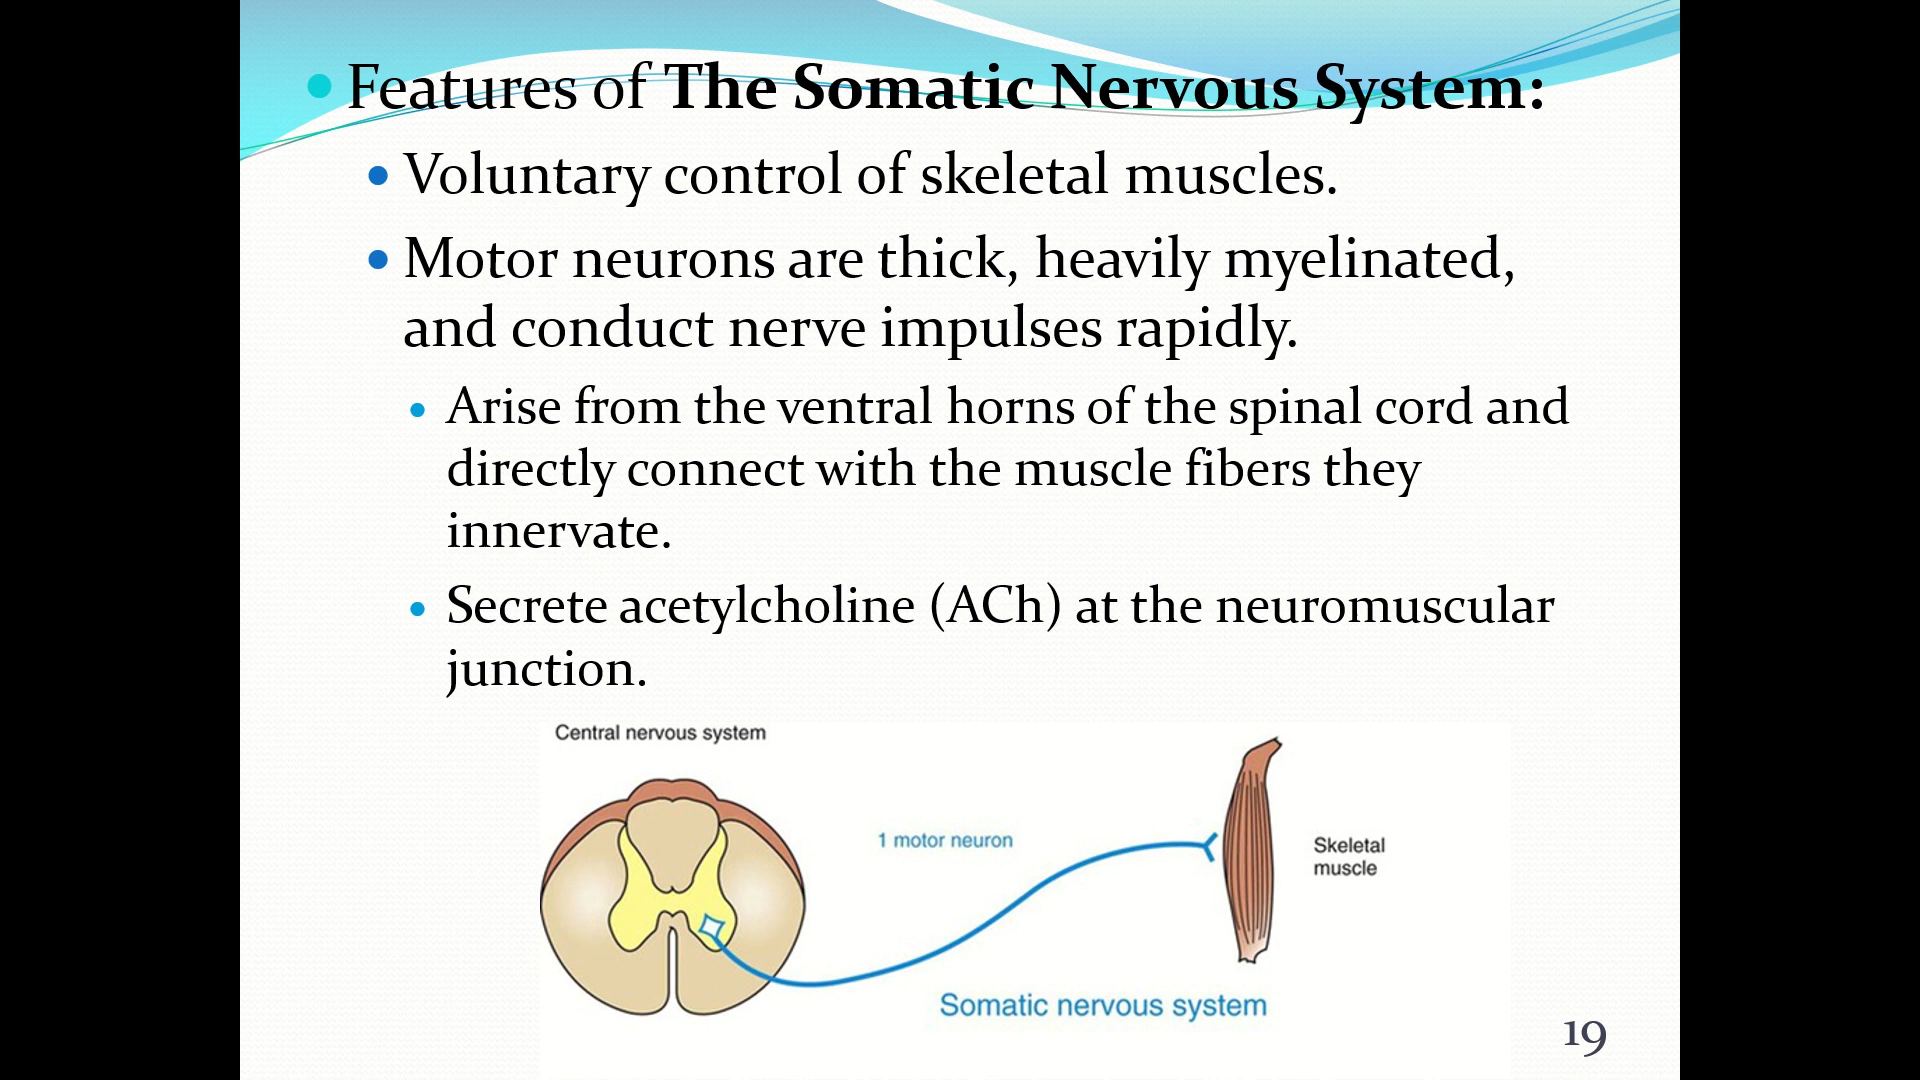 Features of The Somatic Nervous System:
Voluntary control of skeletal muscles.
Motor neurons are thick, heavily myelinated,
and conduct nerve impulses rapidly.
Arise from the ventral horns of the spinal cord and
directly connect with the muscle fibers they
innervate.
Secrete acetylcholine (ACh) at the neuromuscular
junction.
Central nervous system
1 motor neuron
Skeletal
muscle
Somatic nervous system
19